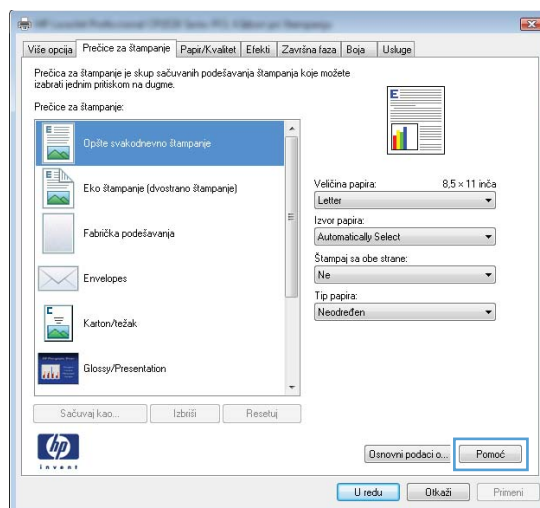 Više opcija
Prečice za štampanje
Papir/Kvalitet
Efekti
Završna faza
Boja
Usluge
Prečica za štampanje je skup sačuvanih podešavanja štampanja koje možete
izabrati jednim pritiskom na dugme.
Prečice za štampanje:
Opšte svakodnevno štampanje
Eko štampanje (dvostrano štampanje)
Fabrička podešavanja
Envelopes
Karton/težak
Glossy/Presentation
E
Veličina papira: 8,5 × 11 inča
Letter
Izvor papira:
Automatically Select
Štampaj sa obe strane:
Ne
Tip papira:
Neodređen
Sačuvaj kao...
Izbriši
Resetuj
hp
invent
Osnovni podaci o...
Pomoć
U redu
Otkaži
Primeni